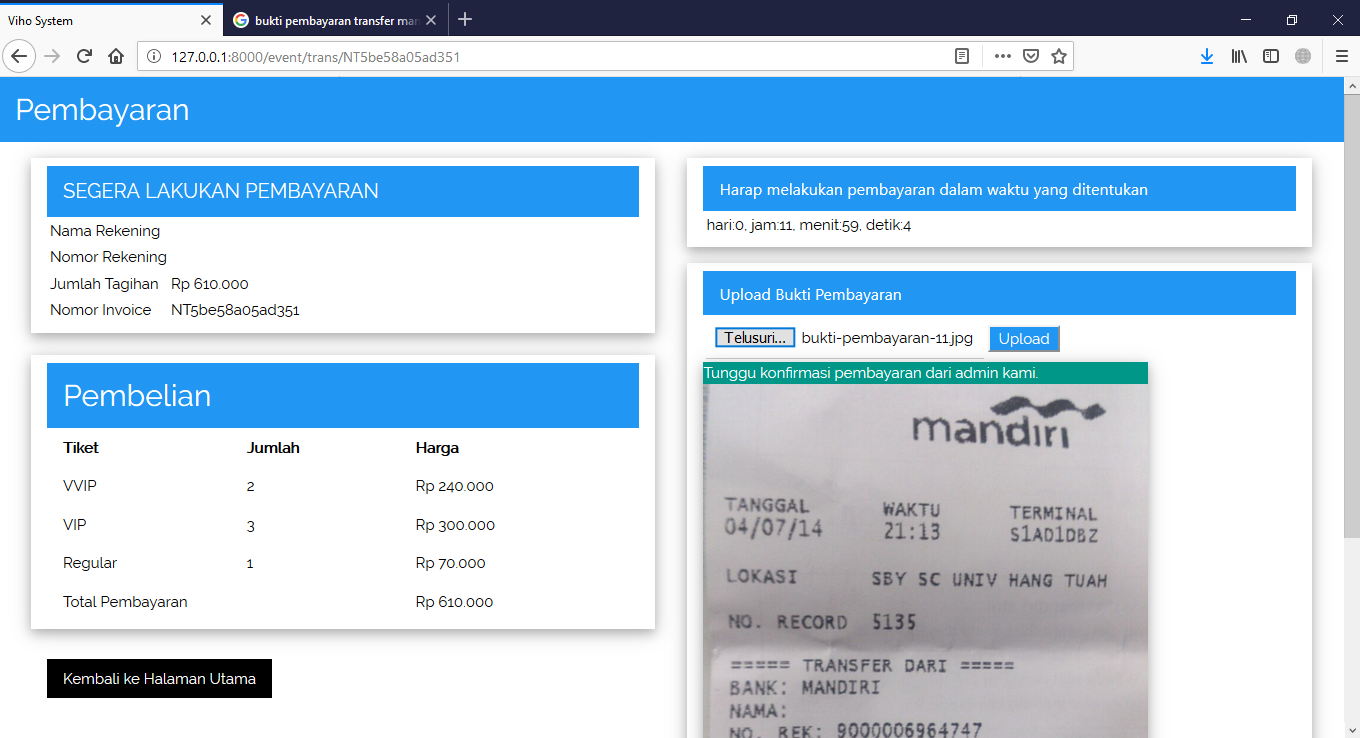 Viho System
bukti pembayaran transfer man
127.0.0.1:8000/event/trans/NT5be58a05ad351
Pembayaran
SEGERA LAKUKAN PEMBAYARAN
Nama Rekening
Nomor Rekening
Jumlah Tagihan Rp 610.000
Nomor Invoice NT5be58a05ad351
Pembelian
Tiket Jumlah Harga
VVIP 2 Rp 240.000
VIP 3 Rp 300.000
Regular 1 Rp 70.000
Total Pembayaran Rp 610.000
Kembali ke Halaman Utama
Harap melakukan pembayaran dalam waktu yang ditentukan
hari:0, jam:11, menit:59, detik:4
Upload Bukti Pembayaran
Telusuri... bukti-pembayaran-11.jpg Upload
Tunggu konfirmasi pembayaran dari admin kami.
mandiri
TANGGAL WAKTU TERMINAL
04/07/14 21:13 S1AD1DBZ
LOKASI SBY SC UNIV HANG TUAH
NO. RECORD 5135
===== TRANSFER DARI =====
BANK: MANDIRI
NAMA:
NO. REK: 9000006964747